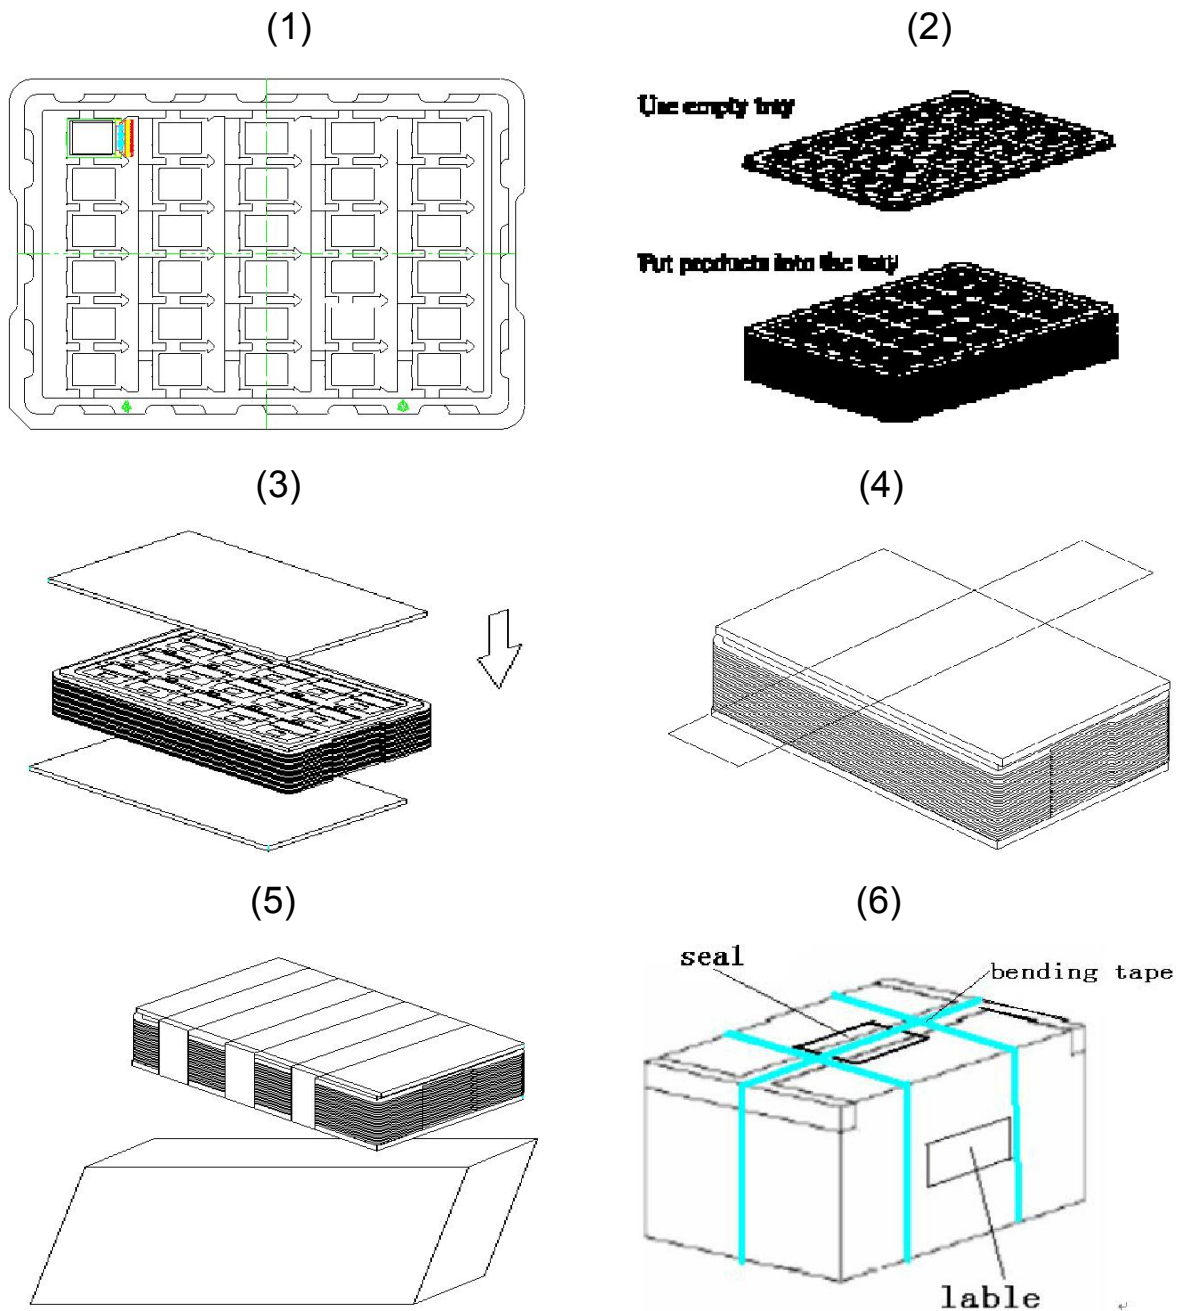 (1)
(2)
Use empty tray
Put products into the tray
(3)
(4)
(5)
(6)
seal
bending tape
lable